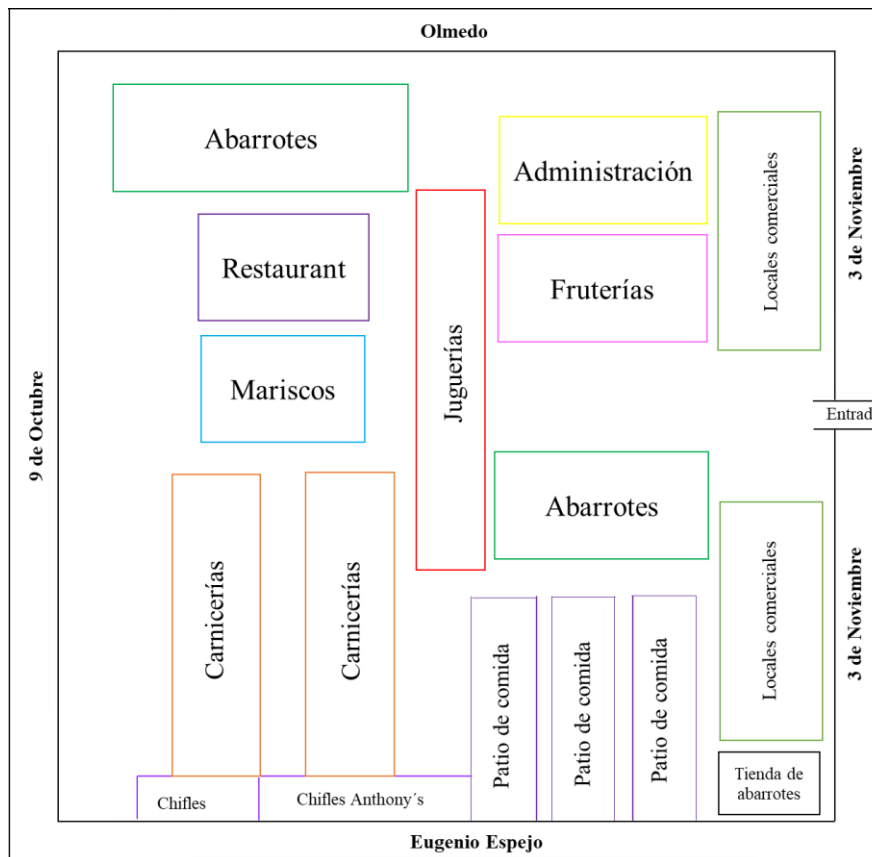 Olmedo
Abarrotes
Administración
Locales comerciales
3 de Noviembre
Restaurant
Fruterías
Juguerías
Mariscos
9 de Octubre
Entrad
Abarrotes
Carnicerías
Carnicerías
Locales comerciales
3 de Noviembre
Patio de comida
Patio de comida
Patio de comida
Chifles
Chifles Anthony´s
Tienda de
abarrotes
Eugenio Espejo